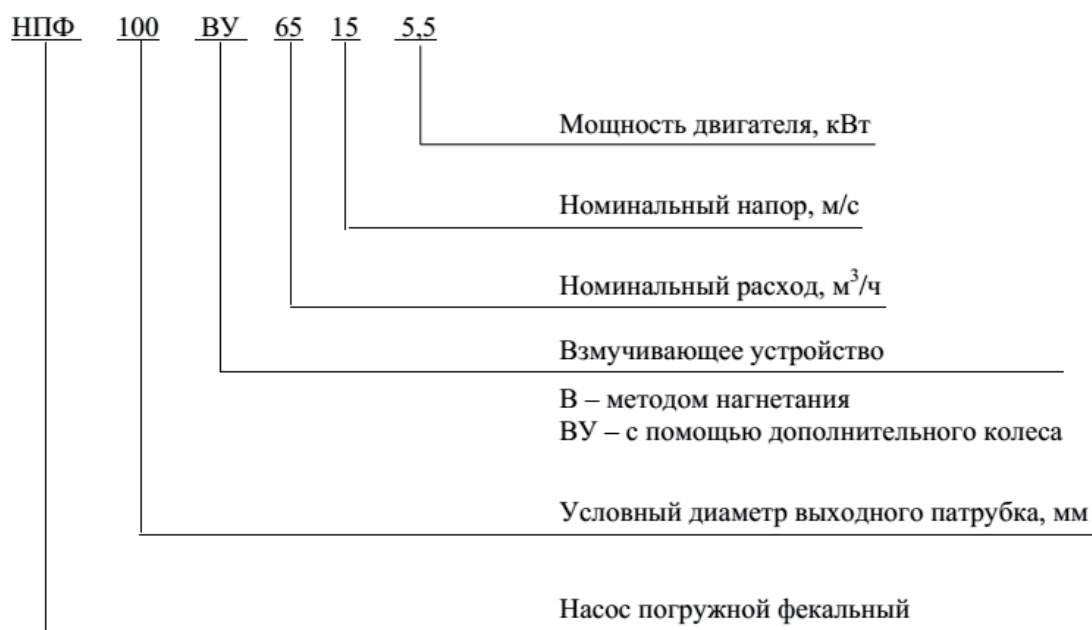 НПФ 100 ВУ 65 15 5,5
Мощность двигателя, кВт
Номинальный напор, м/с
Номинальный расход, м³/ч
Взмучивающее устройство
В – методом нагнетания
ВУ – с помощью дополнительного колеса
Условный диаметр выходного патрубка, мм
Насос погружной фекальный